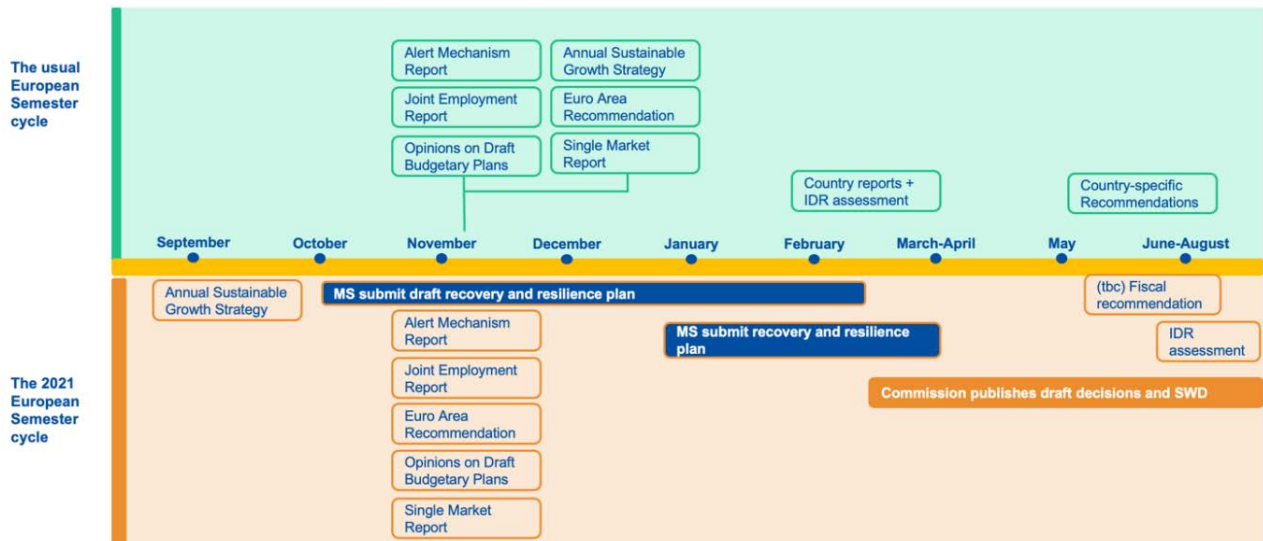 The usual
European
Semester
cycle
Alert Mechanism
Report
Annual Sustainable
Growth Strategy
Joint Employment
Report
Euro Area
Recommendation
Opinions on Draft
Budgetary Plans
Single Market
Report
Country reports +
IDR assessment
Country-specific
Recommendations
September
October
November
December
January
February
March-April
May
June-August
The 2021
European
Semester
cycle
Annual Sustainable
Growth Strategy
MS submit draft recovery and resilience plan
(tbc) Fiscal
recommendation
Alert Mechanism
Report
MS submit recovery and resilience
plan
IDR
assessment
Joint Employment
Report
Commission publishes draft decisions and SWD
Euro Area
Recommendation
Opinions on Draft
Budgetary Plans
Single Market
Report